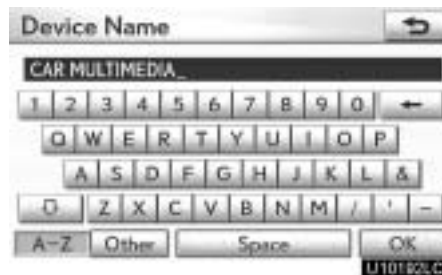 Device Name
CAR MULTIMEDIA_
1 2 3 4 5 6 7 8 9 0 ←
Q W E R T Y U I O P
A S D F G H J K L &
Z X C V B N M / ' -
A-Z Other Space OK